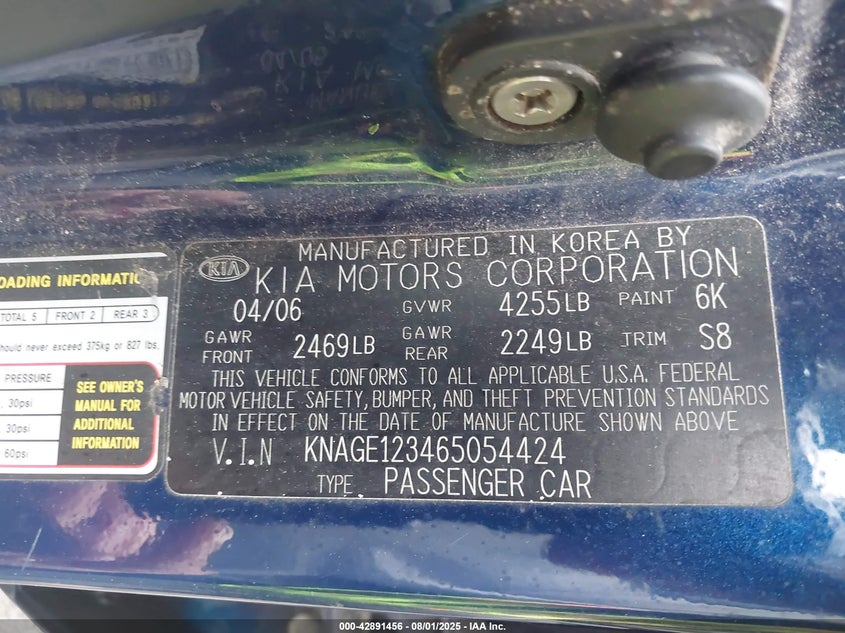 MANUFACTURED IN KOREA BY
KIA KIA MOTORS CORPORATION
04/06 GVWR 4255LB PAINT 6K
GAWR FRONT 2469LB GAWR REAR 2249LB TRIM S8
THIS VEHICLE CONFORMS TO ALL APPLICABLE U.S.A. FEDERAL
MOTOR VEHICLE SAFETY, BUMPER, AND THEFT PREVENTION STANDARDS
IN EFFECT ON THE DATE OF MANUFACTURE SHOWN ABOVE
V.I.N KNAGE123465054424
TYPE PASSENGER CAR
OADING INFORMATIO
TOTAL 5 FRONT 2 REAR 3
hould never exceed 375kg or 827 lbs.
PRESSURE
30psi
30psi
60psi
SEE OWNER'S
MANUAL FOR
ADDITIONAL
INFORMATION
000-42891456 - 08/01/2025 - IAA Inc.